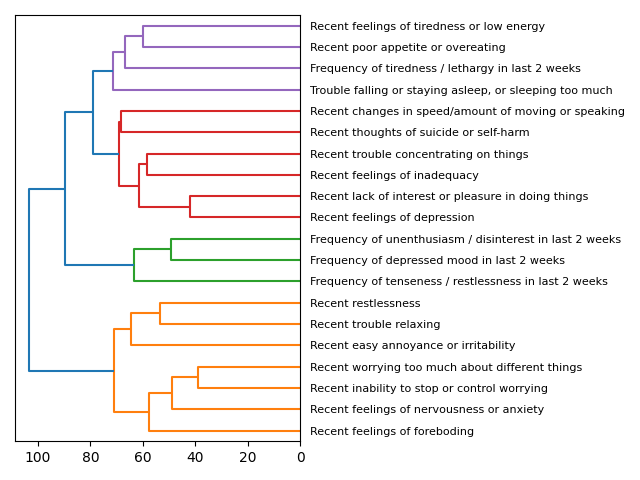 Recent feelings of tiredness or low energy
Recent poor appetite or overeating
Frequency of tiredness / lethargy in last 2 weeks
Trouble falling or staying asleep, or sleeping too much
Recent changes in speed/amount of moving or speaking
Recent thoughts of suicide or self-harm
Recent trouble concentrating on things
Recent feelings of inadequacy
Recent lack of interest or pleasure in doing things
Recent feelings of depression
Frequency of unenthusiasm / disinterest in last 2 weeks
Frequency of depressed mood in last 2 weeks
Frequency of tenseness / restlessness in last 2 weeks
Recent restlessness
Recent trouble relaxing
Recent easy annoyance or irritability
Recent worrying too much about different things
Recent inability to stop or control worrying
Recent feelings of nervousness or anxiety
Recent feelings of foreboding
100 80 60 40 20 0